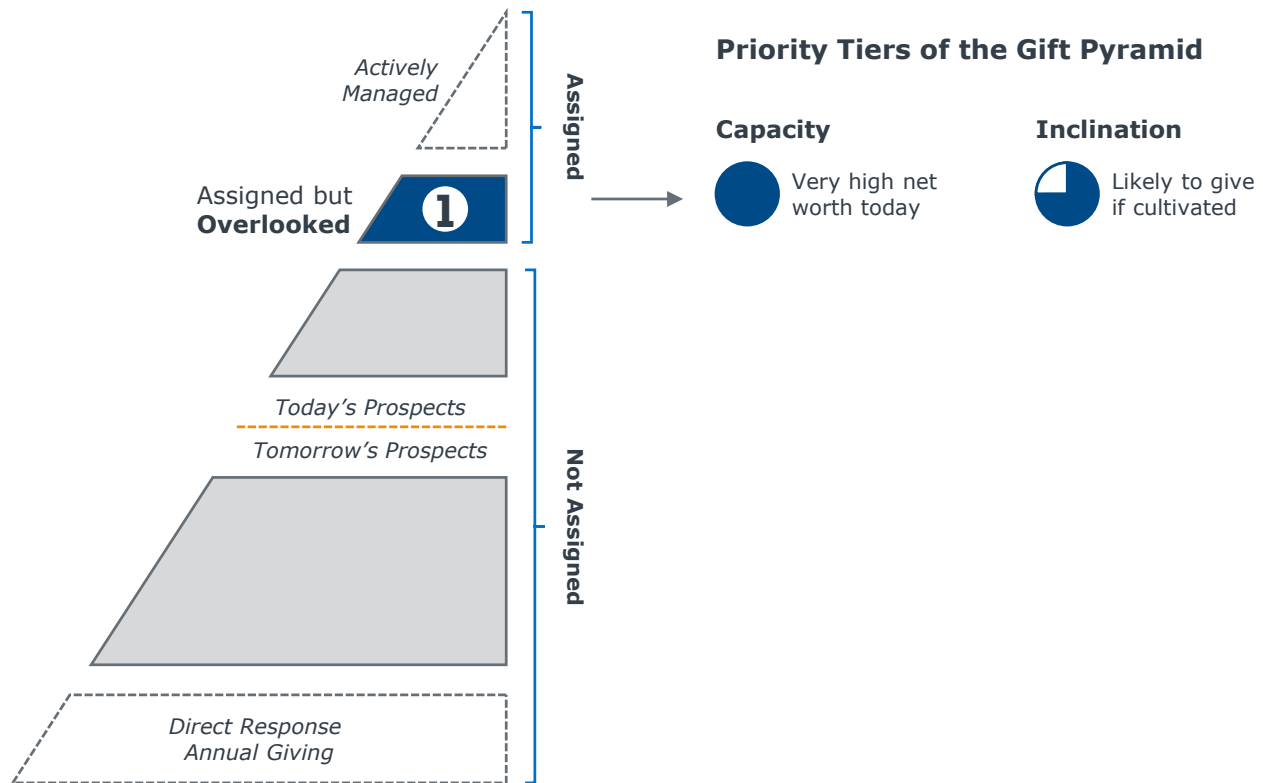 Priority Tiers of the Gift Pyramid
Actively
Managed
Assigned
Capacity
Inclination
Very high net
worth today
Likely to give
if cultivated
Assigned but
Overlooked
1
Today's Prospects
Tomorrow's Prospects
Not Assigned
Direct Response
Annual Giving